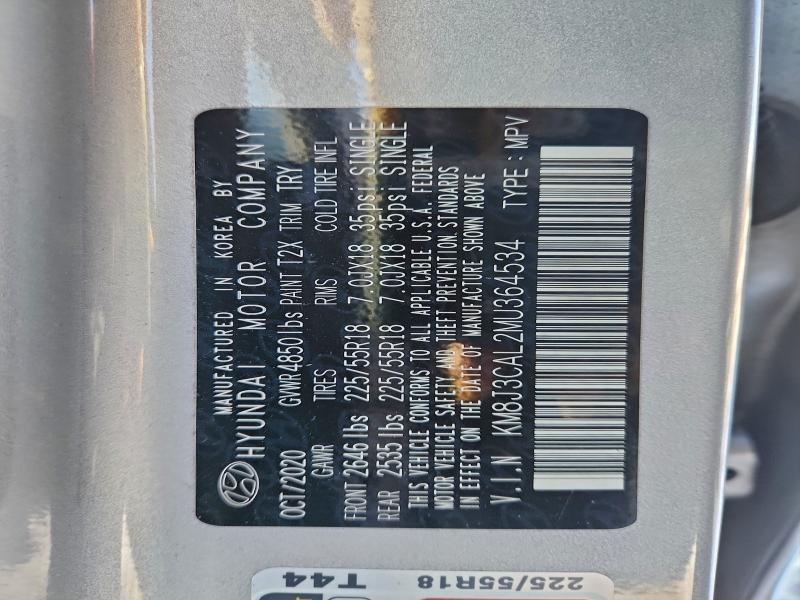 MANUFACTURED IN KOREA BY
HYUNDAI MOTOR COMPANY
OCT/2020 GVWR 4850 lbs PAINT T2X TRIM TRY
GAWR TIRES RIMS COLD TIRE INFL
FRONT 2646 lbs 225/55R18 7.0JX18 35psi SINGLE
REAR 2535 lbs 225/55R18 7.0JX18 35psi SINGLE
THIS VEHICLE CONFORMS TO ALL APPLICABLE U.S.A. FEDERAL
MOTOR VEHICLE SAFETY AND THEFT PREVENTION STANDARDS
IN EFFECT ON THE DATE OF MANUFACTURE SHOWN ABOVE
V.I.N KM8J3CAL2MU364534 TYPE : MPV
225/55R18
T44